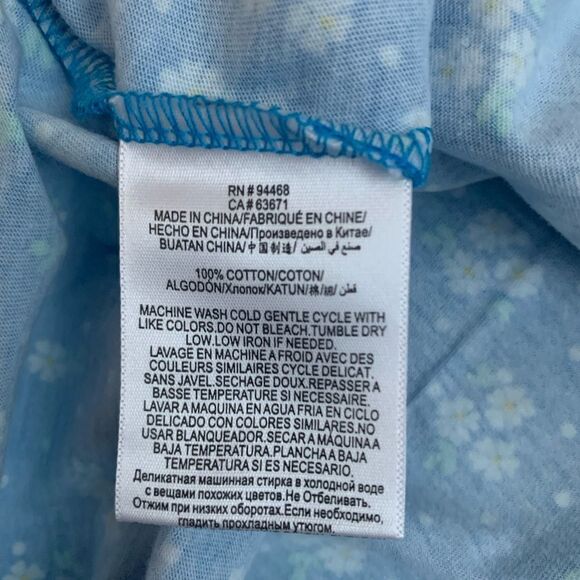 RN # 94468
CA # 63671
MADE IN CHINA/FABRIQUÉ EN CHINE/
HECHO EN CHINA/Произведено в Китае/
BUATAN CHINA/中国制造/صنع في الصين/
100% COTTON/COTON/
ALGODÓN/Хлопок/KATUN/棉/قطن/
MACHINE WASH COLD GENTLE CYCLE WITH
LIKE COLORS.DO NOT BLEACH.TUMBLE DRY
LOW.LOW IRON IF NEEDED.
LAVAGE EN MACHINE A FROID AVEC DES
COULEURS SIMILAIRES CYCLE DELICAT.
SANS JAVEL.SECHAGE DOUX.REPASSER A
BASSE TEMPERATURE SI NECESSAIRE.
LAVAR A MAQUINA EN AGUA FRIA EN CICLO
DELICADO CON COLORES SIMILARES.NO
USAR BLANQUEADOR.SECAR A MAQUINA A
BAJA TEMPERATURA.PLANCHA A BAJA
TEMPERATURA SI ES NECESARIO.
Деликатная машинная стирка в холодной воде
с вещами похожих цветов.Не Отбеливать.
Отжим при низких оборотах.Если необходимо,
гладить прохладным утюгом.